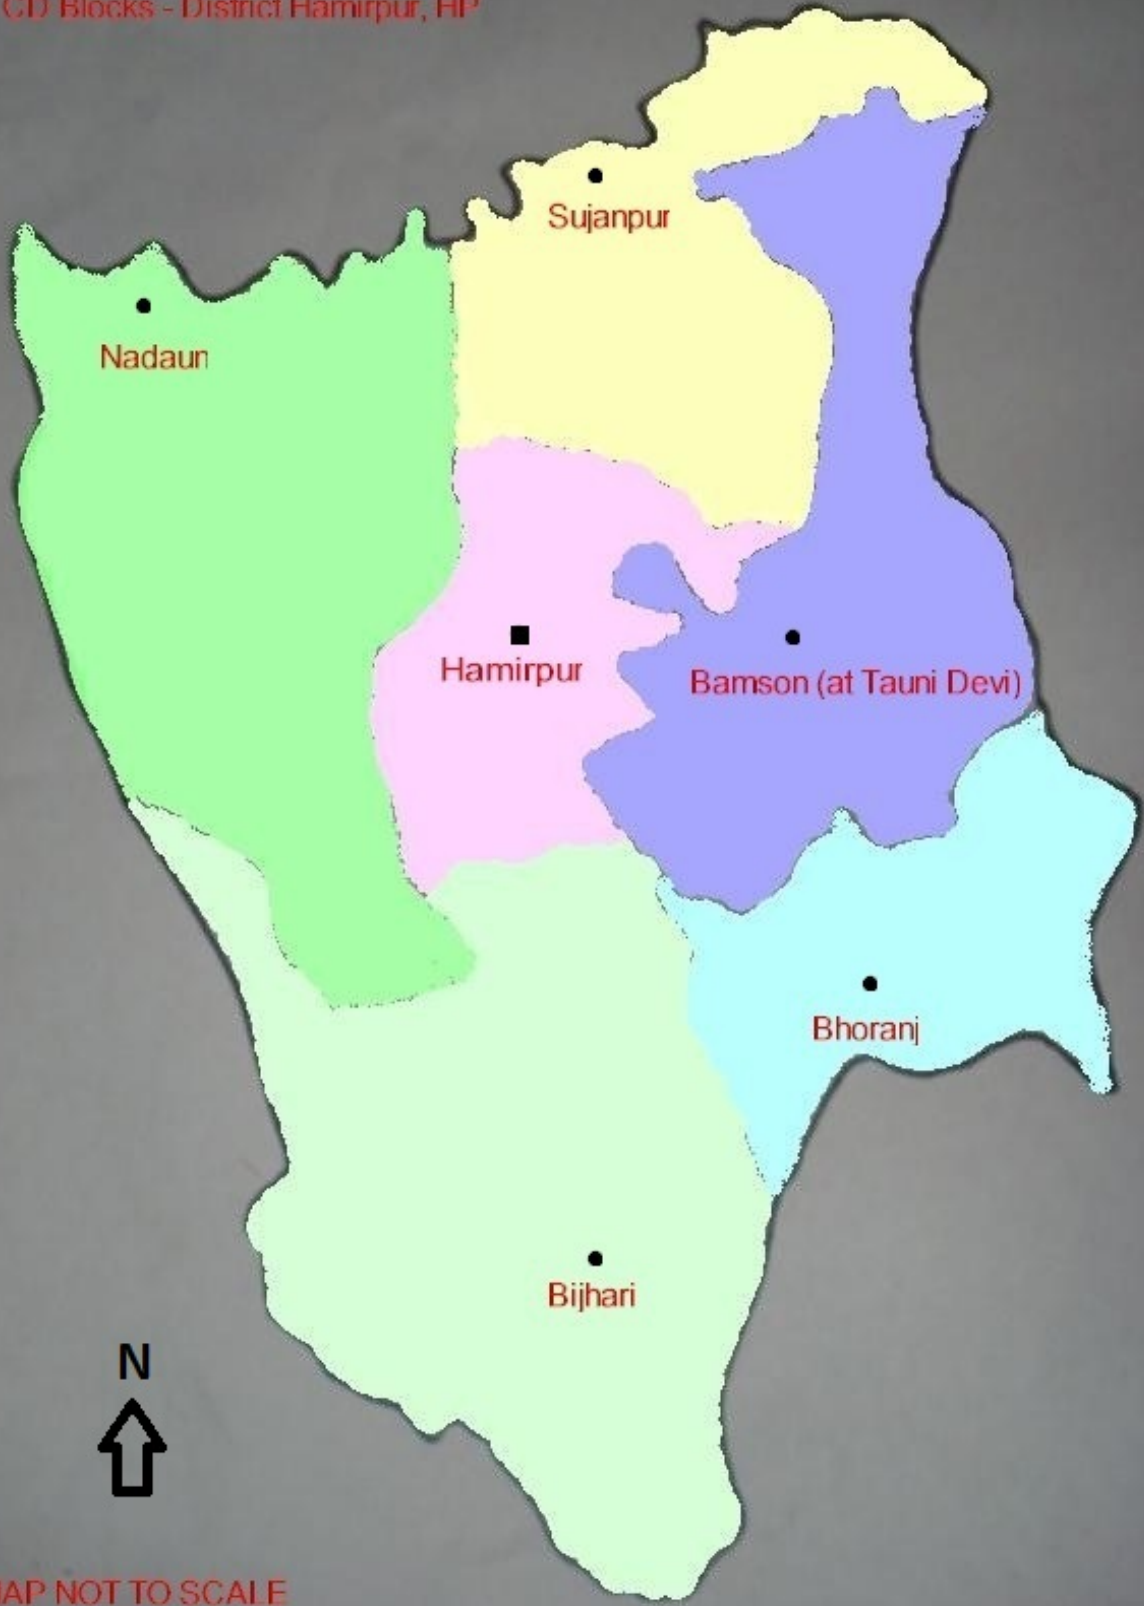 CD Blocks - District Hamirpur, HP
Sujanpur
Nadaun
Hamirpur
Bamson (at Tauni Devi)
Bhoranj
Bijhari
N
MAP NOT TO SCALE